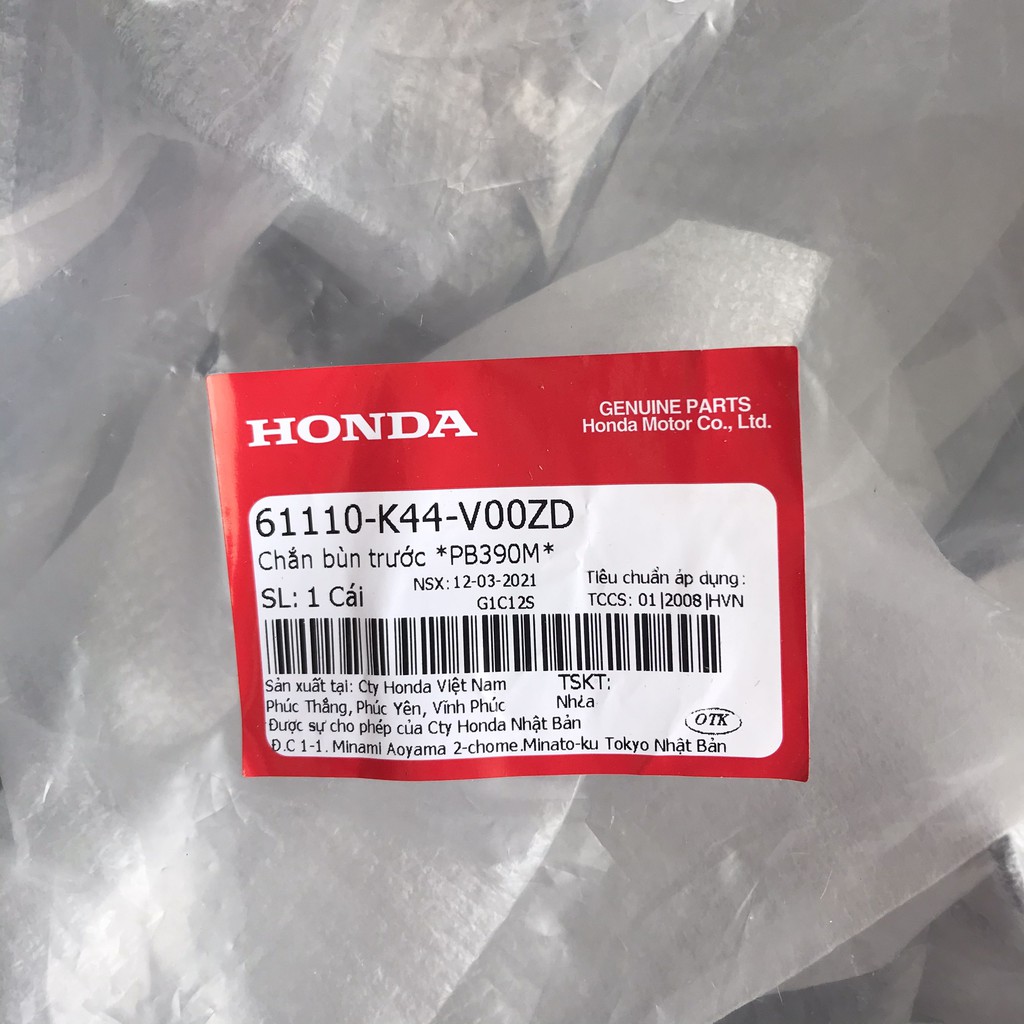 HONDA
GENUINE PARTS
Honda Motor Co., Ltd.
61110-K44-V00ZD
Chắn bùn trước *PB390M*
NSX: 12-03-2021
Tiêu chuẩn áp dụng:
SL: 1 Cái
G1C12S
TCCS: 01|2008|HVN
Sản xuất tại: Cty Honda Việt Nam
TSKT:
Phúc Thắng, Phúc Yên, Vĩnh Phúc
Nhựa
Được sự cho phép của Cty Honda Nhật Bản
OTK
Đ.C 1-1. Minami Aoyama 2-chome.Minato-ku Tokyo Nhật Bản